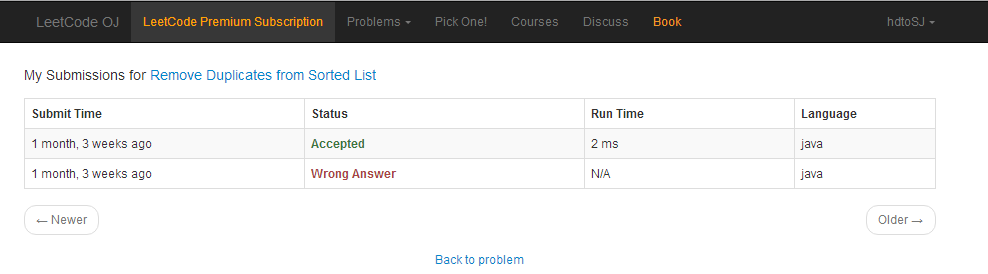 LeetCode OJ LeetCode Premium Subscription Problems Pick One! Courses Discuss Book hdtoSJ
My Submissions for Remove Duplicates from Sorted List
Submit Time Status Run Time Language
1 month, 3 weeks ago Accepted 2 ms java
1 month, 3 weeks ago Wrong Answer N/A java
← Newer Older →
Back to problem